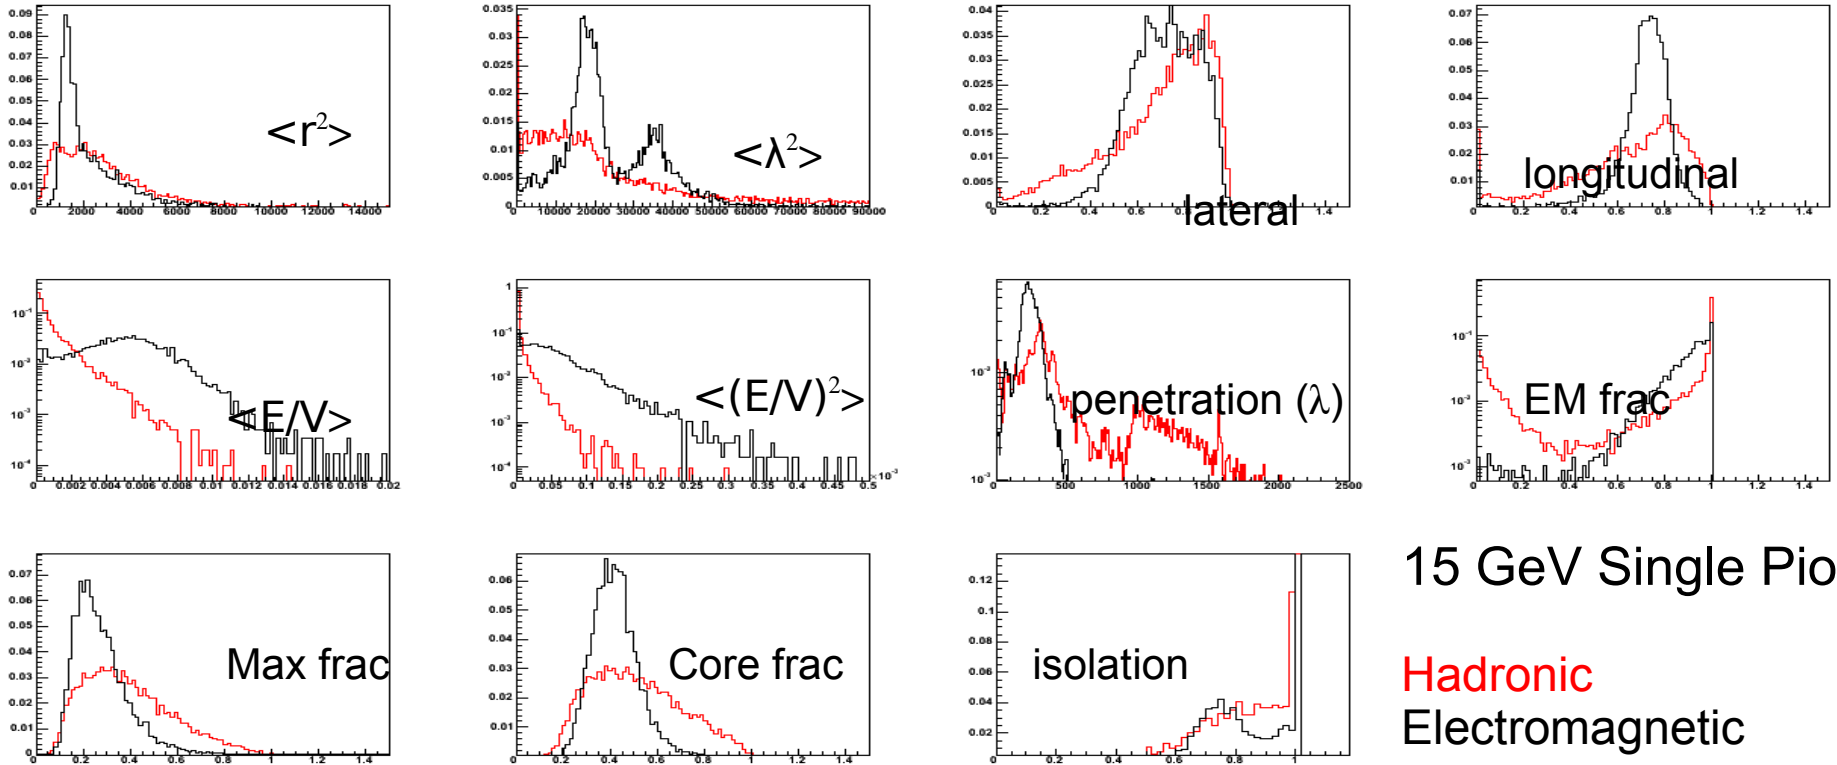 <r²>
<λ²>
lateral
longitudinal
<E/V>
<(E/V)²>
penetration (λ)
EM frac
Max frac
Core frac
isolation
15 GeV Single Pio
Hadronic
Electromagnetic